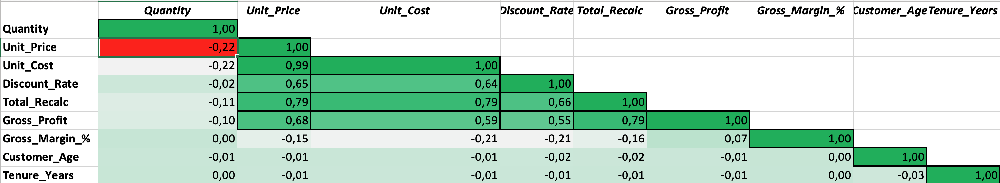 Quantity Unit_Price Unit_Cost Discount_Rate Total_Recalc Gross_Profit Gross_Margin_% Customer_Age Tenure_Years
Quantity 1,00
Unit_Price -0,22 1,00
Unit_Cost -0,22 0,99 1,00
Discount_Rate -0,02 0,65 0,64 1,00
Total_Recalc -0,11 0,79 0,79 0,66 1,00
Gross_Profit -0,10 0,68 0,59 0,55 0,79 1,00
Gross_Margin_% 0,00 -0,15 -0,21 -0,21 -0,16 0,07 1,00
Customer_Age -0,01 -0,01 -0,01 -0,02 -0,02 -0,01 0,00 1,00
Tenure_Years 0,00 -0,01 -0,01 -0,01 -0,01 -0,01 0,00 -0,03 1,00